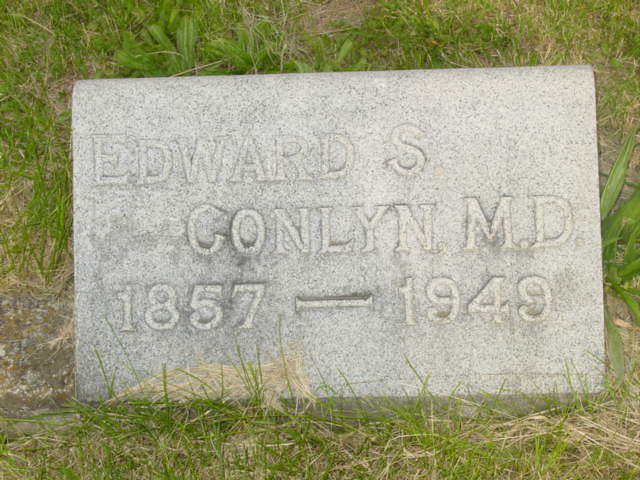 EDWARD S.
CONLYN, M.D.
1857 — 1949